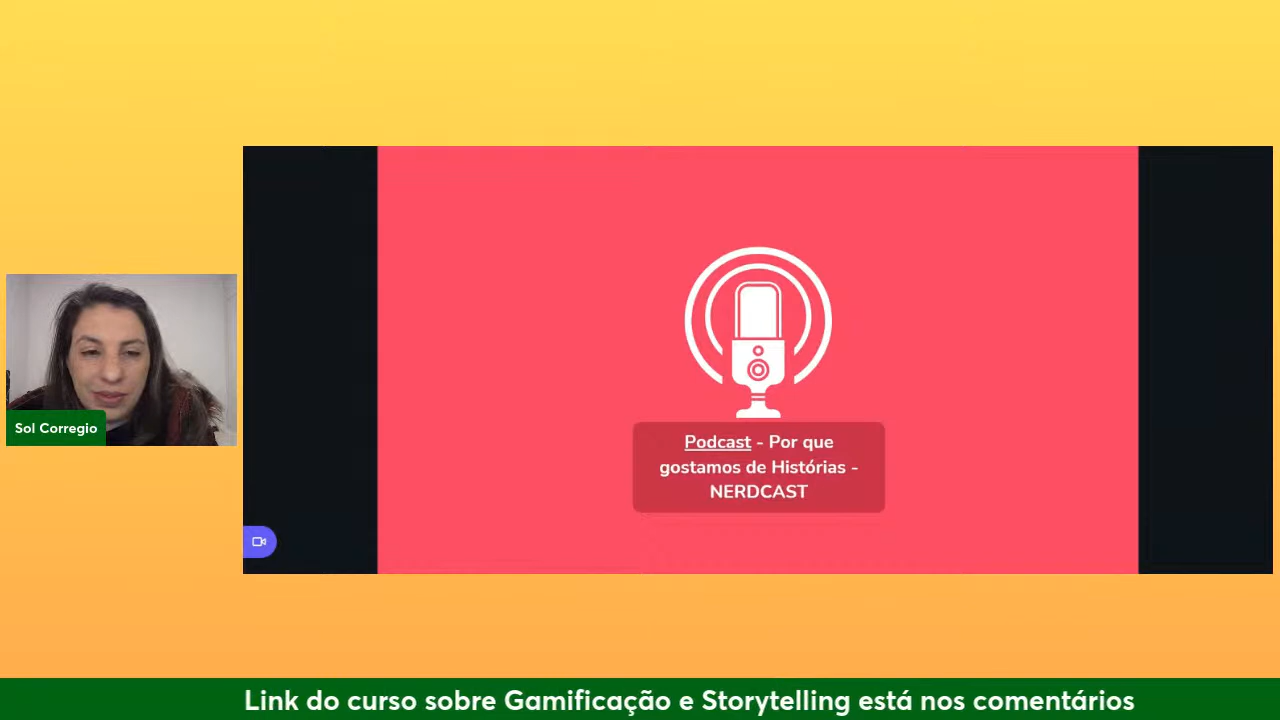 Sol Corregio
Podcast - Por que
gostamos de Histórias -
NERDCAST
Link do curso sobre Gamificação e Storytelling está nos comentários